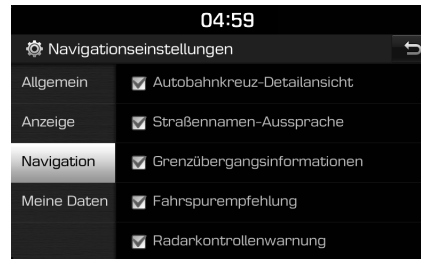 04:59
Navigationseinstellungen
Allgemein
Autobahnkreuz-Detailansicht
Anzeige
Straßennamen-Aussprache
Navigation
Grenzübergangsinformationen
Meine Daten
Fahrspurempfehlung
Radarkontrollenwarnung